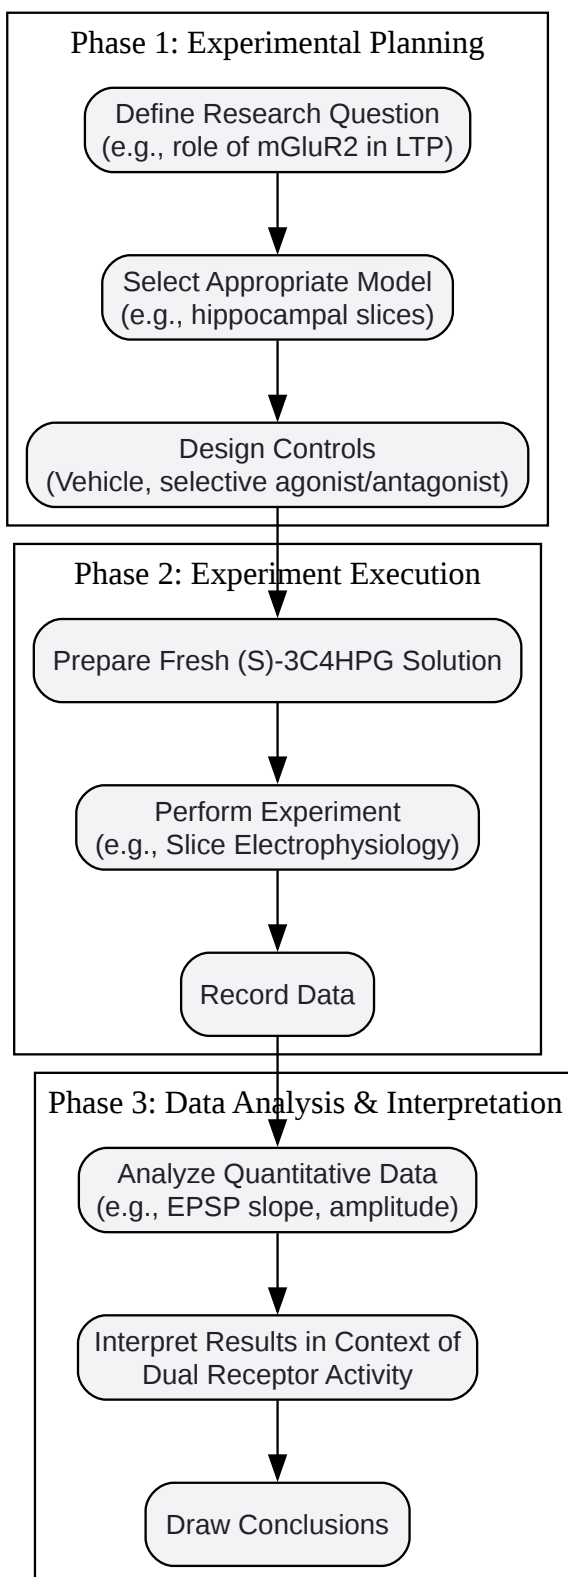 Phase 1: Experimental Planning
Define Research Question
(e.g., role of mGluR2 in LTP)
Select Appropriate Model
(e.g., hippocampal slices)
Design Controls
(Vehicle, selective agonist/antagonist)
Phase 2: Experiment Execution
Prepare Fresh (S)-3C4HPG Solution
Perform Experiment
(e.g., Slice Electrophysiology)
Record Data
Phase 3: Data Analysis & Interpretation
Analyze Quantitative Data
(e.g., EPSP slope, amplitude)
Interpret Results in Context of
Dual Receptor Activity
Draw Conclusions